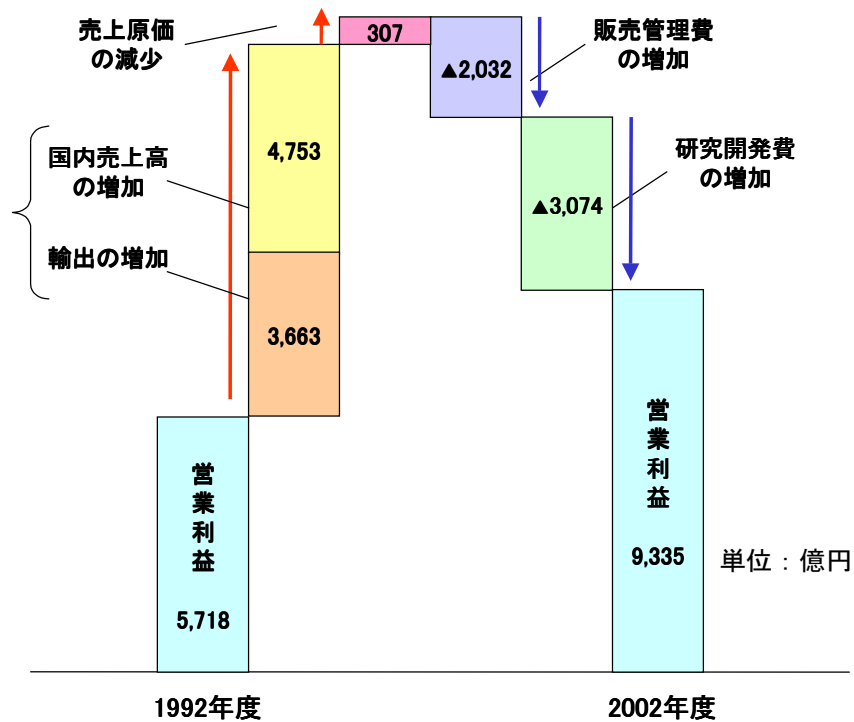 売上原価
の減少
307
▲2,032
販売管理費
の増加
国内売上高
の増加
4,753
▲3,074
研究開発費
の増加
輸出の増加
3,663
営業利益
5,718
営業利益
9,335
単位：億円
1992年度
2002年度